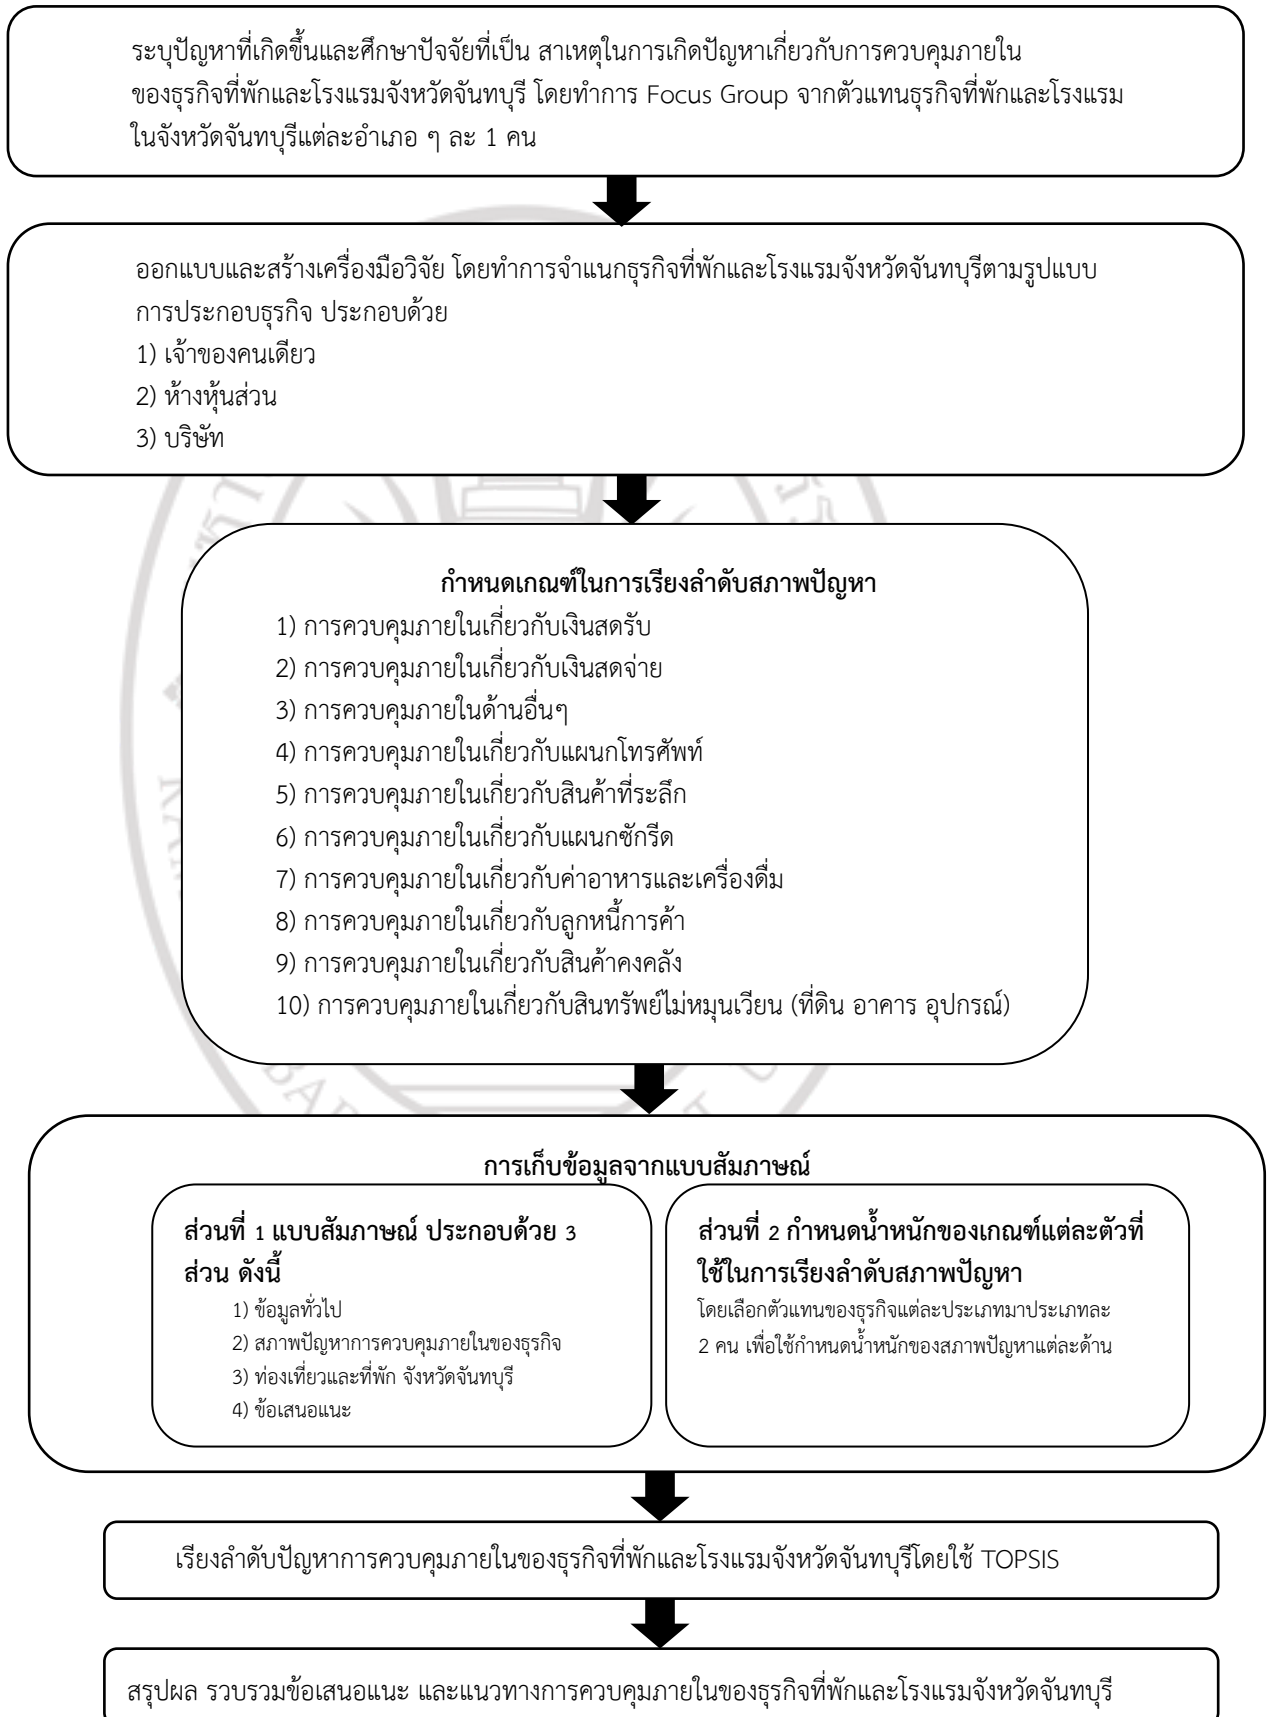 ระบุปัญหาที่เกิดขึ้นและศึกษาปัจจัยที่เป็น สาเหตุในการเกิดปัญหาเกี่ยวกับการควบคุมภายใน
ของธุรกิจที่พักและโรงแรมจังหวัดจันทบุรี โดยทำการ Focus Group จากตัวแทนธุรกิจที่พักและโรงแรม
ในจังหวัดจันทบุรีแต่ละอำเภอ ๆ ละ 1 คน
ออกแบบและสร้างเครื่องมือวิจัย โดยทำการจำแนกธุรกิจที่พักและโรงแรมจังหวัดจันทบุรีตามรูปแบบ
การประกอบธุรกิจ ประกอบด้วย
1) เจ้าของคนเดียว
2) ห้างหุ้นส่วน
3) บริษัท
กำหนดเกณฑ์ในการเรียงลำดับสภาพปัญหา
1) การควบคุมภายในเกี่ยวกับเงินสดรับ
2) การควบคุมภายในเกี่ยวกับเงินสดจ่าย
3) การควบคุมภายในด้านอื่นๆ
4) การควบคุมภายในเกี่ยวกับแผนกโทรศัพท์
5) การควบคุมภายในเกี่ยวกับสินค้าที่ระลึก
6) การควบคุมภายในเกี่ยวกับแผนกซักรีด
7) การควบคุมภายในเกี่ยวกับค่าอาหารและเครื่องดื่ม
8) การควบคุมภายในเกี่ยวกับลูกหนี้การค้า
9) การควบคุมภายในเกี่ยวกับสินค้าคงคลัง
10) การควบคุมภายในเกี่ยวกับสินทรัพย์ไม่หมุนเวียน (ที่ดิน อาคาร อุปกรณ์)
การเก็บข้อมูลจากแบบสัมภาษณ์
ส่วนที่ 1 แบบสัมภาษณ์ ประกอบด้วย 3
ส่วน ดังนี้
1) ข้อมูลทั่วไป
2) สภาพปัญหาการควบคุมภายในของธุรกิจ
3) ท่องเที่ยวและที่พัก จังหวัดจันทบุรี
4) ข้อเสนอแนะ
ส่วนที่ 2 กำหนดน้ำหนักของเกณฑ์แต่ละตัวที่
ใช้ในการเรียงลำดับสภาพปัญหา
โดยเลือกตัวแทนของธุรกิจแต่ละประเภทมาประเภทละ
2 คน เพื่อใช้กำหนดน้ำหนักของสภาพปัญหาแต่ละด้าน
เรียงลำดับปัญหาการควบคุมภายในของธุรกิจที่พักและโรงแรมจังหวัดจันทบุรีโดยใช้ TOPSIS
สรุปผล รวบรวมข้อเสนอแนะ และแนวทางการควบคุมภายในของธุรกิจที่พักและโรงแรมจังหวัดจันทบุรี